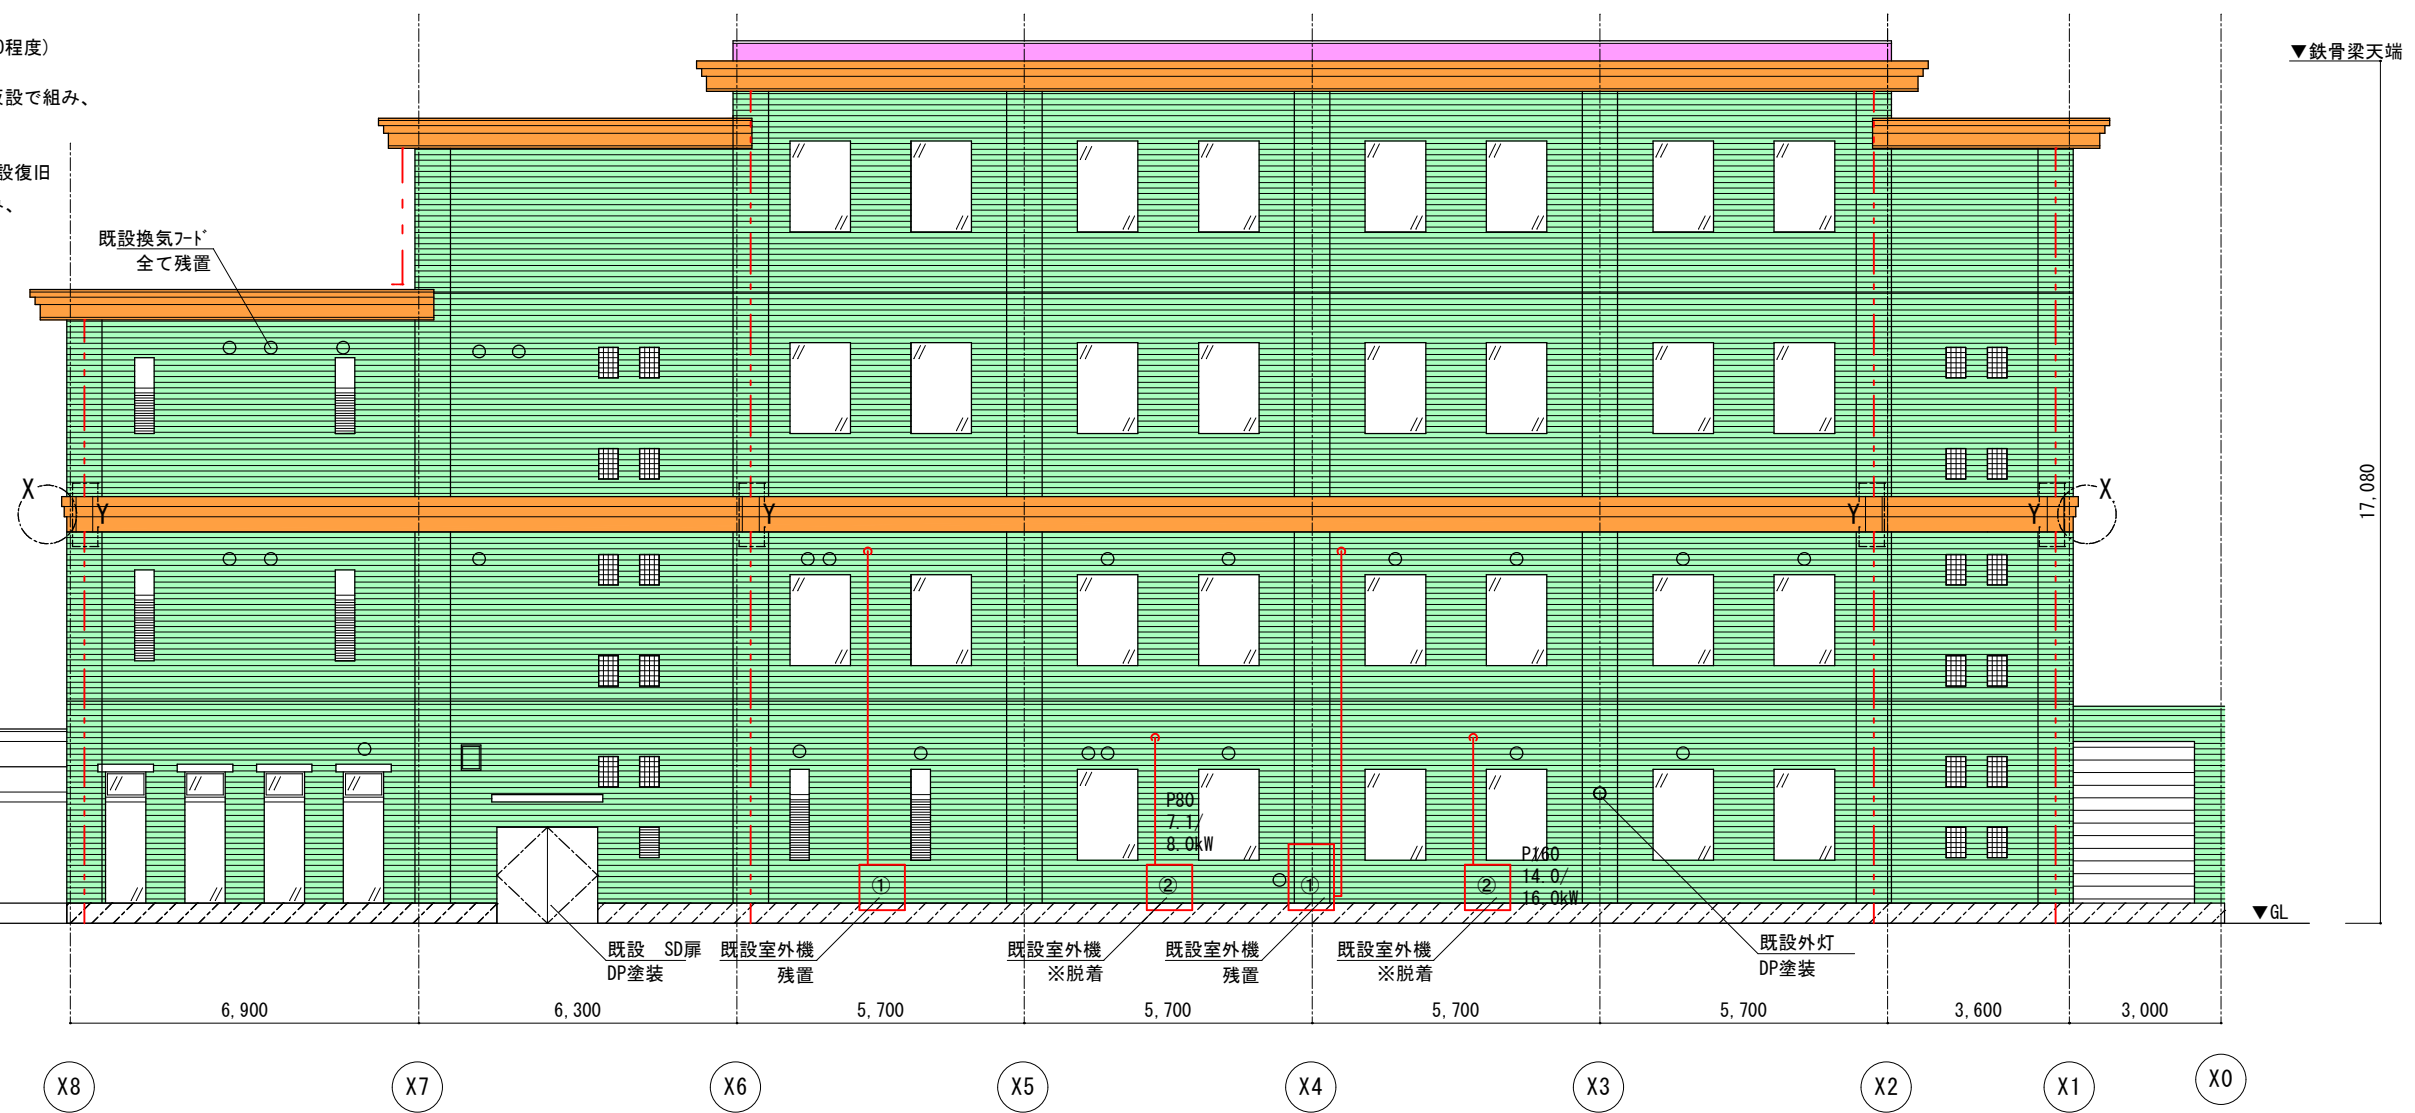 0程度)
▼鉄骨梁天端
設で組み、
設復旧
、
既設換気フード
全て残置
17,080
X
Y
Y
Y
Y
X
P80
7.1/
8.0kW
P160
14.0/
16.0kW
①
②
①
②
▼GL
既設 SD扉
DP塗装
既設室外機
残置
既設室外機
※脱着
既設室外機
残置
既設室外機
※脱着
既設外灯
DP塗装
6,900
6,300
5,700
5,700
5,700
5,700
3,600
3,000
X8
X7
X6
X5
X4
X3
X2
X1
X0